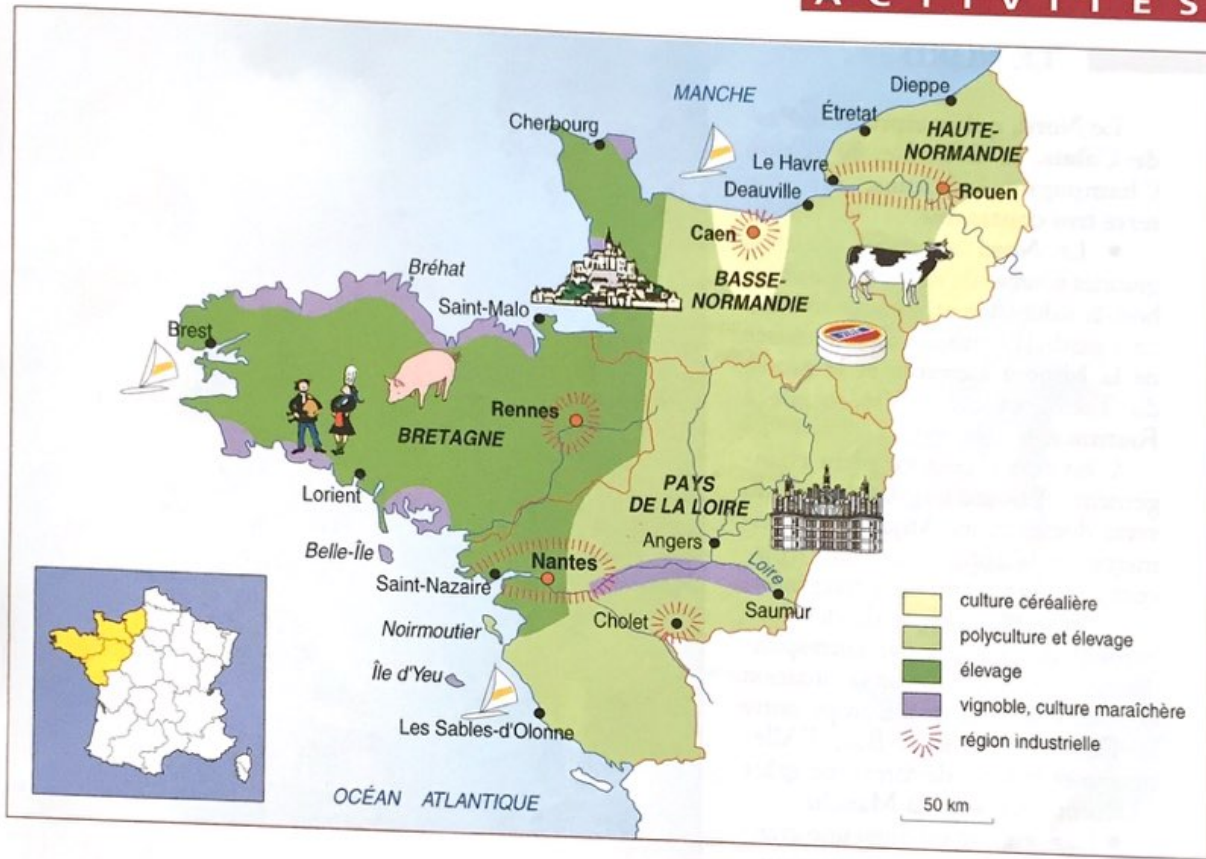 ACTIVITÉS
MANCHE
Dieppe
Étretat
Cherbourg
HAUTE-
NORMANDIE
Le Havre
Deauville
Rouen
Caen
BASSE-
NORMANDIE
Bréhat
Saint-Malo
Brest
Rennes
BRETAGNE
PAYS
DE LA LOIRE
Lorient
Angers
Belle-Île
Nantes
Loire
Saint-Nazaire
Saumur
Cholet
Noirmoutier
Île d'Yeu
Les Sables-d'Olonne
OCÉAN ATLANTIQUE
culture céréalière
polyculture et élevage
élevage
vignoble, culture maraîchère
région industrielle
50 km